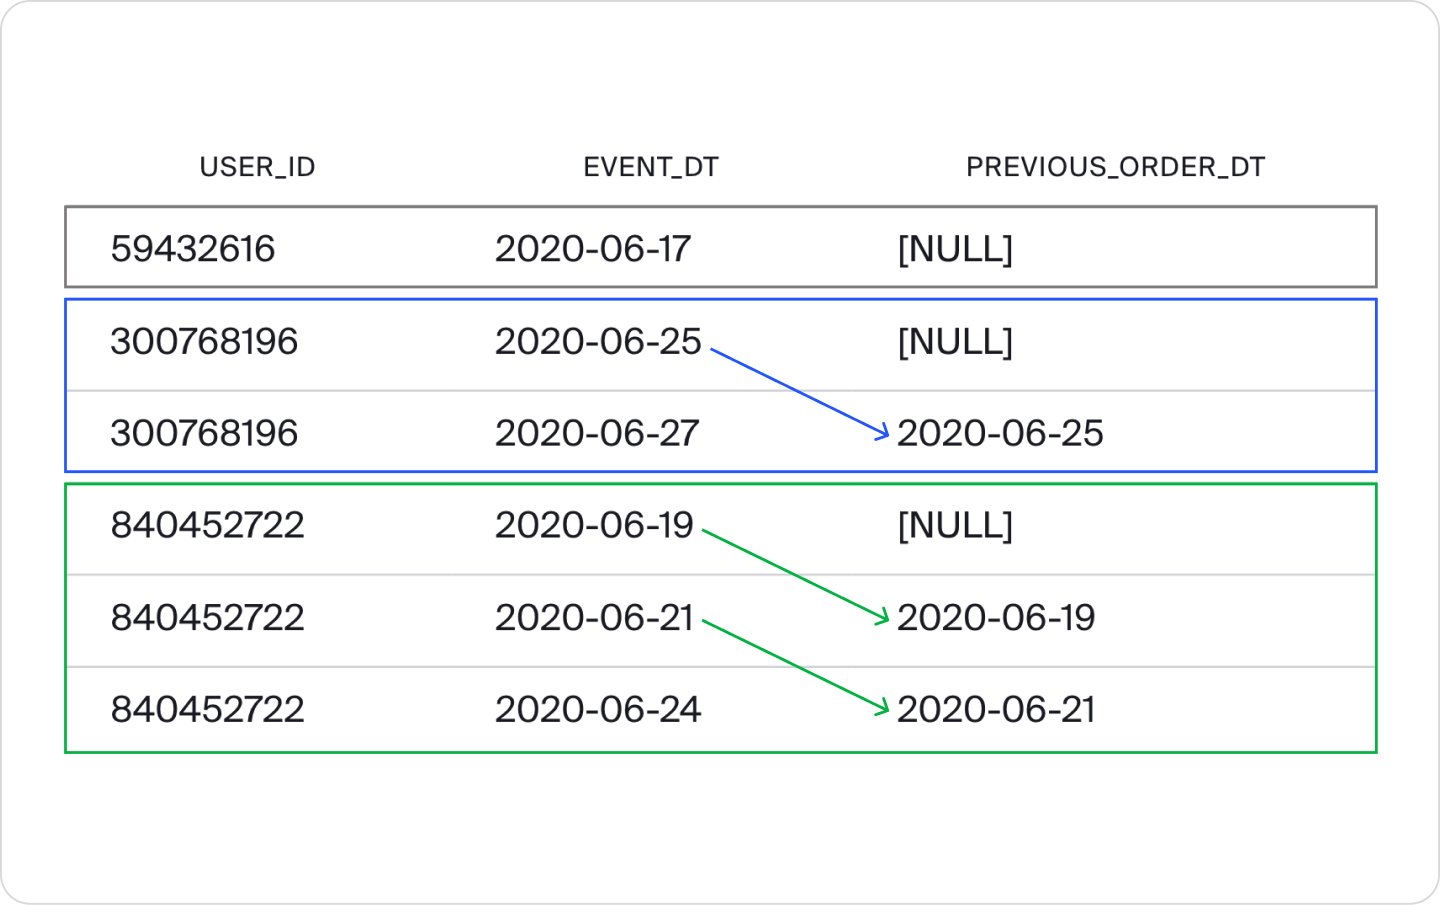 USER_ID EVENT_DT PREVIOUS_ORDER_DT
59432616 2020-06-17 [NULL]
300768196 2020-06-25 [NULL]
300768196 2020-06-27 2020-06-25
840452722 2020-06-19 [NULL]
840452722 2020-06-21 2020-06-19
840452722 2020-06-24 2020-06-21